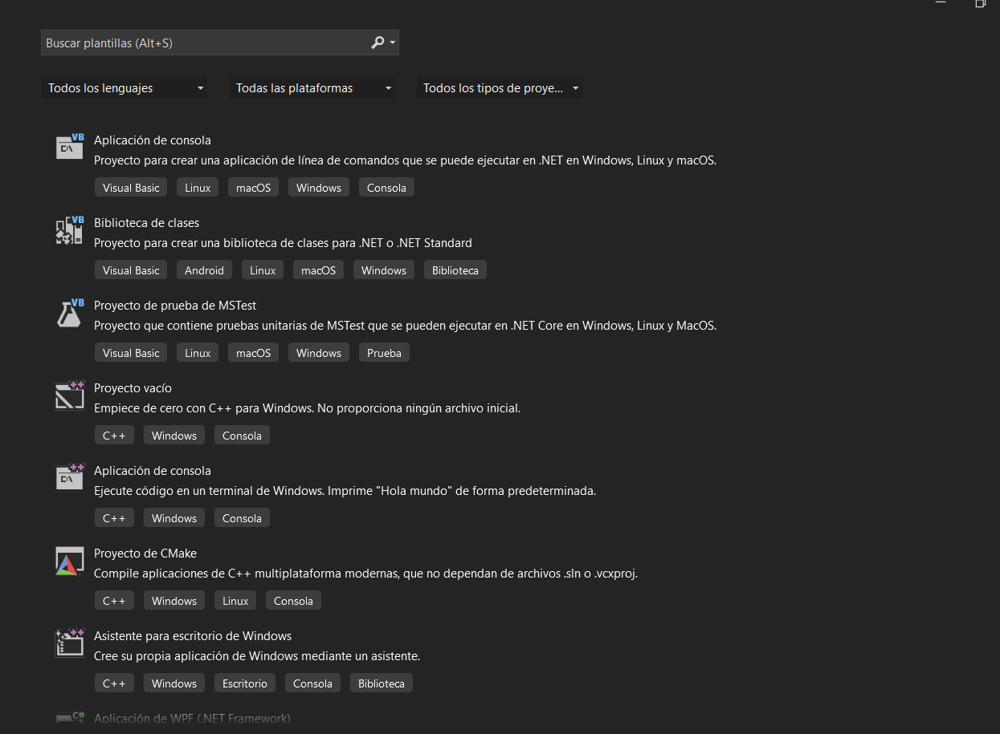 Buscar plantillas (Alt+S)
Todos los lenguajes Todas las plataformas Todos los tipos de proye...
VB
C:\
Aplicación de consola
Proyecto para crear una aplicación de línea de comandos que se puede ejecutar en .NET en Windows, Linux y macOS.
Visual Basic Linux macOS Windows Consola
VB
Biblioteca de clases
Proyecto para crear una biblioteca de clases para .NET o .NET Standard
Visual Basic Android Linux macOS Windows Biblioteca
VB
Proyecto de prueba de MSTest
Proyecto que contiene pruebas unitarias de MSTest que se pueden ejecutar en .NET Core en Windows, Linux y MacOS.
Visual Basic Linux macOS Windows Prueba
++
Proyecto vacío
Empiece de cero con C++ para Windows. No proporciona ningún archivo inicial.
C++ Windows Consola
++
C:\
Aplicación de consola
Ejecute código en un terminal de Windows. Imprime "Hola mundo" de forma predeterminada.
C++ Windows Consola
Proyecto de CMake
Compile aplicaciones de C++ multiplataforma modernas, que no dependan de archivos .sln o .vcxproj.
C++ Windows Linux Consola
++
Asistente para escritorio de Windows
Cree su propia aplicación de Windows mediante un asistente.
C++ Windows Escritorio Consola Biblioteca
C#
Aplicación de WPF (.NET Framework)